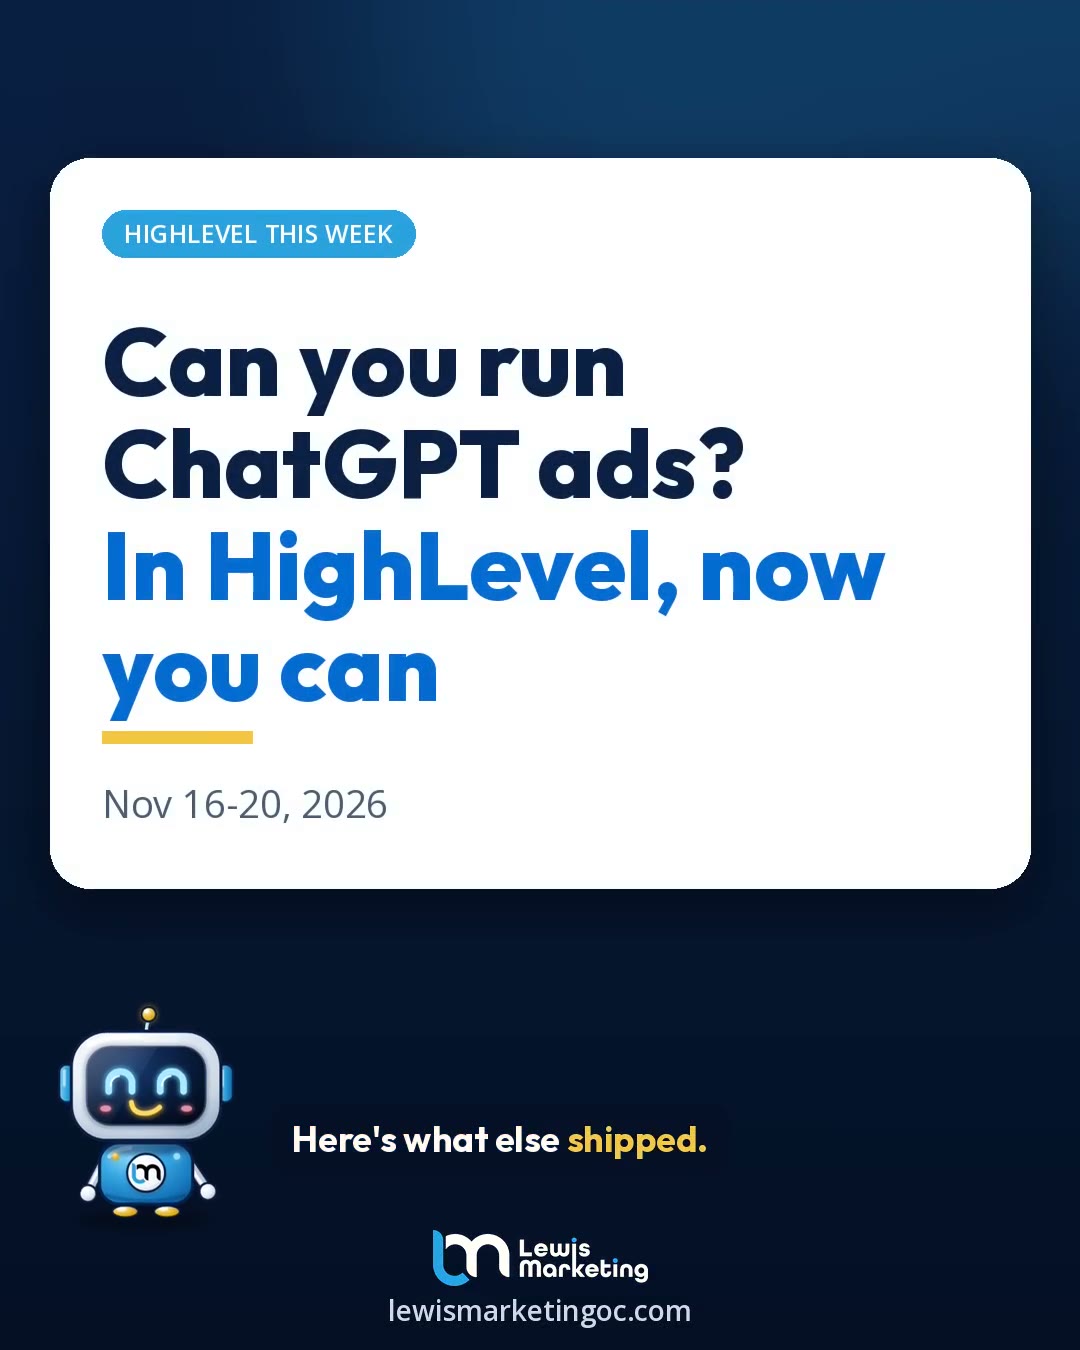 HIGHLEVEL THIS WEEK
Can you run
ChatGPT ads?
In HighLevel, now
you can
Nov 16-20, 2026
Here's what else shipped.
bm
Lewis
Marketing
lewismarketingoc.com